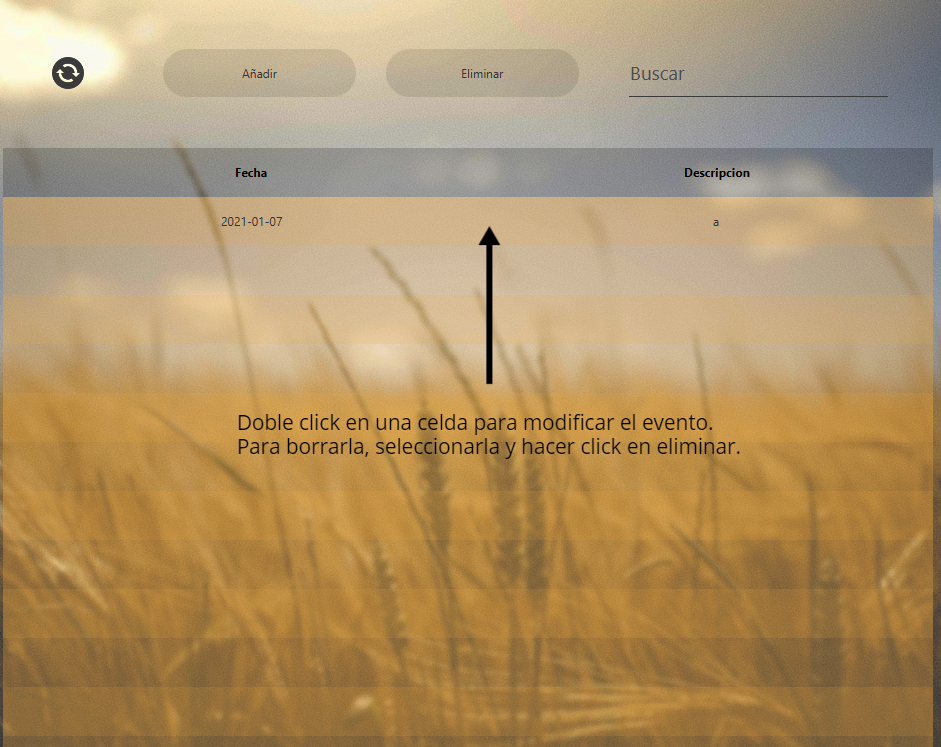 Añadir
Eliminar
Buscar
Fecha
Descripcion
2021-01-07
a
Doble click en una celda para modificar el evento.
Para borrarla, seleccionarla y hacer click en eliminar.